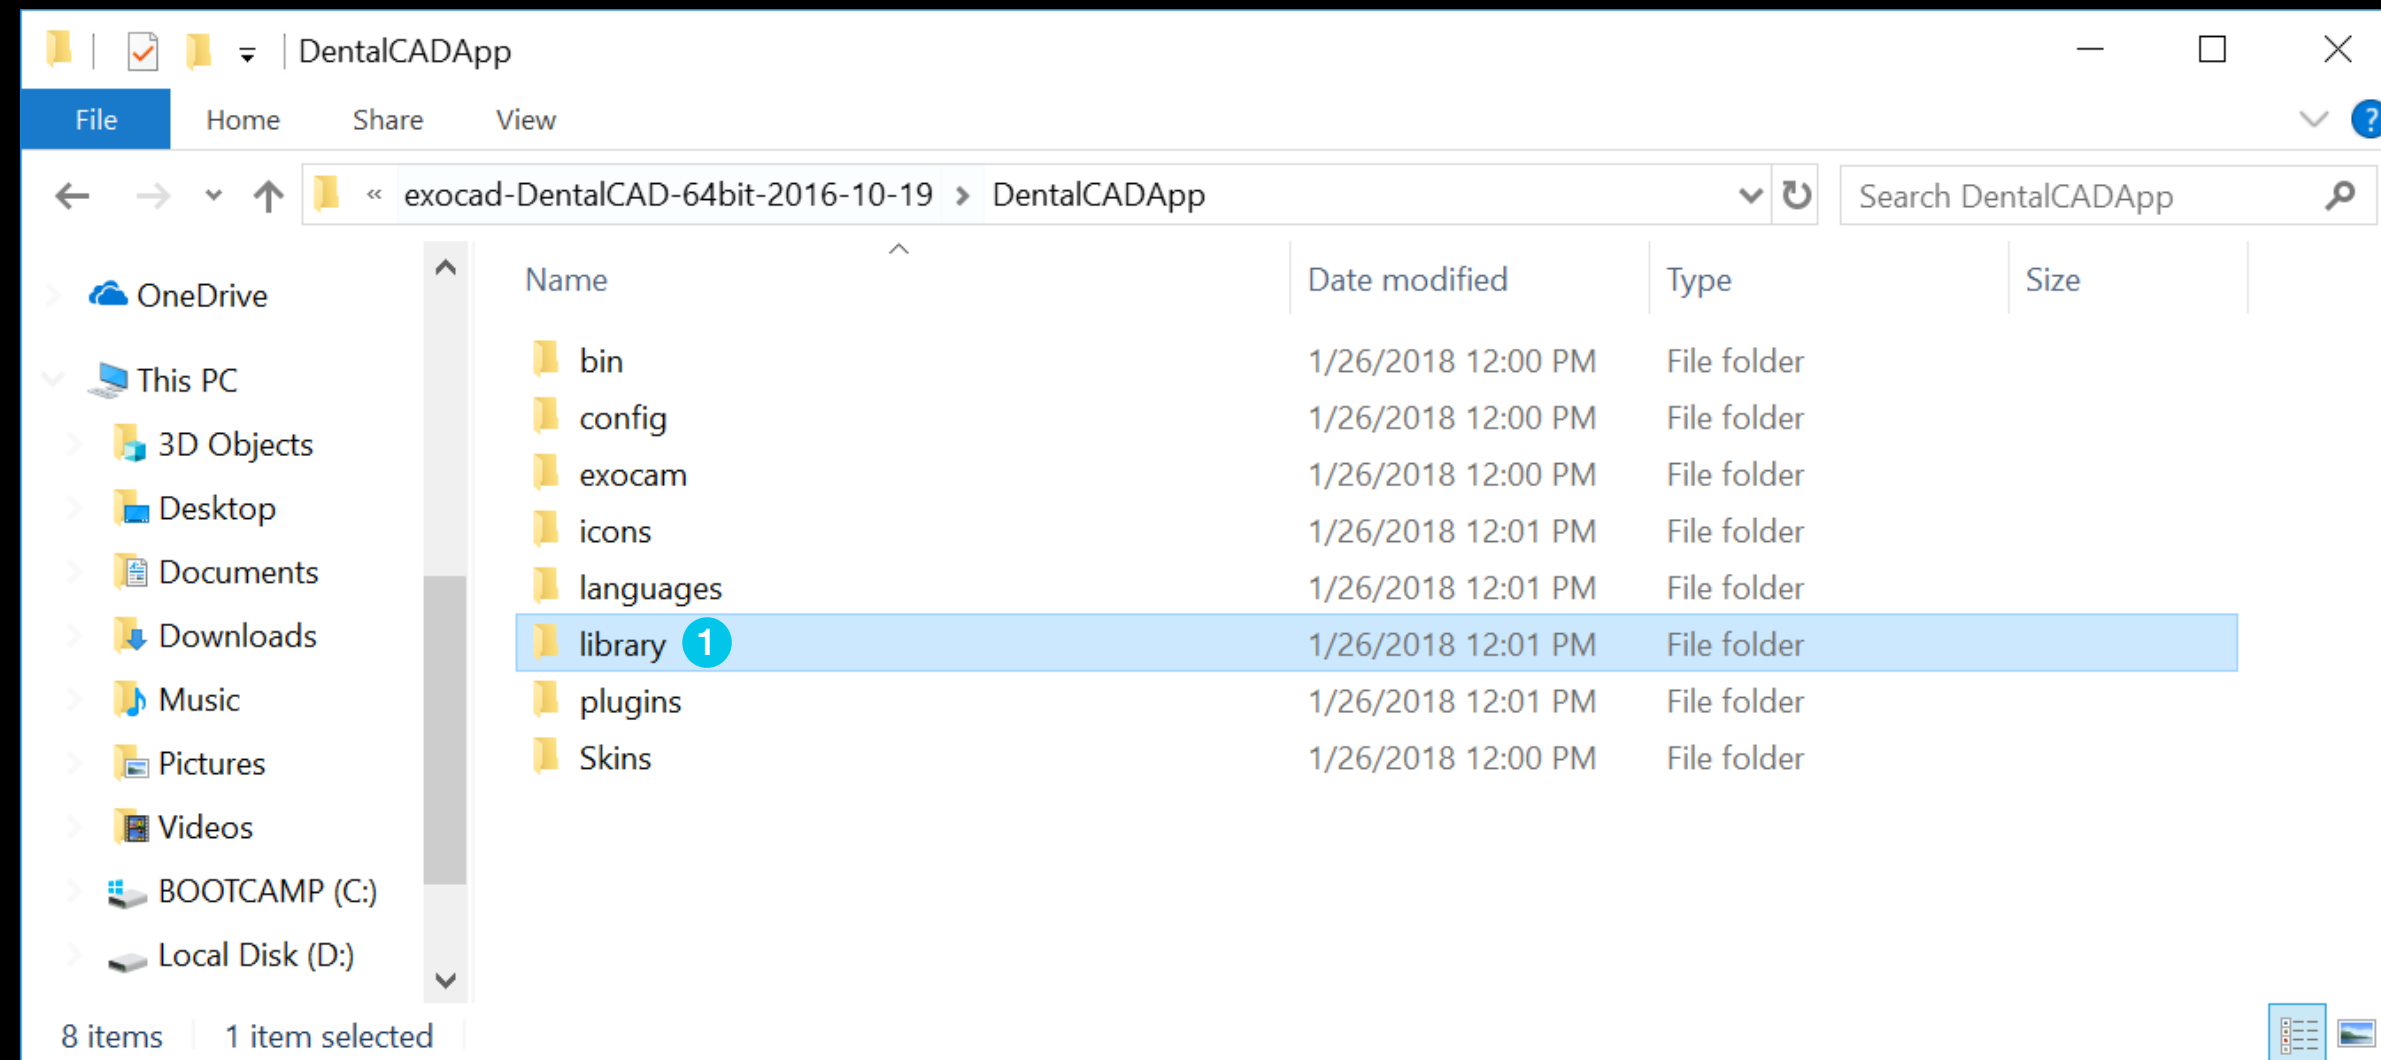 DentalCADApp
File Home Share View ?
« exocad-DentalCAD-64bit-2016-10-19 > DentalCADApp Search DentalCADApp
Name Date modified Type Size
OneDrive
This PC
3D Objects
Desktop
Documents
Downloads
Music
Pictures
Videos
BOOTCAMP (C:)
Local Disk (D:)
bin 1/26/2018 12:00 PM File folder
config 1/26/2018 12:00 PM File folder
exocam 1/26/2018 12:00 PM File folder
icons 1/26/2018 12:01 PM File folder
languages 1/26/2018 12:01 PM File folder
library 1 1/26/2018 12:01 PM File folder
plugins 1/26/2018 12:01 PM File folder
Skins 1/26/2018 12:00 PM File folder
8 items 1 item selected